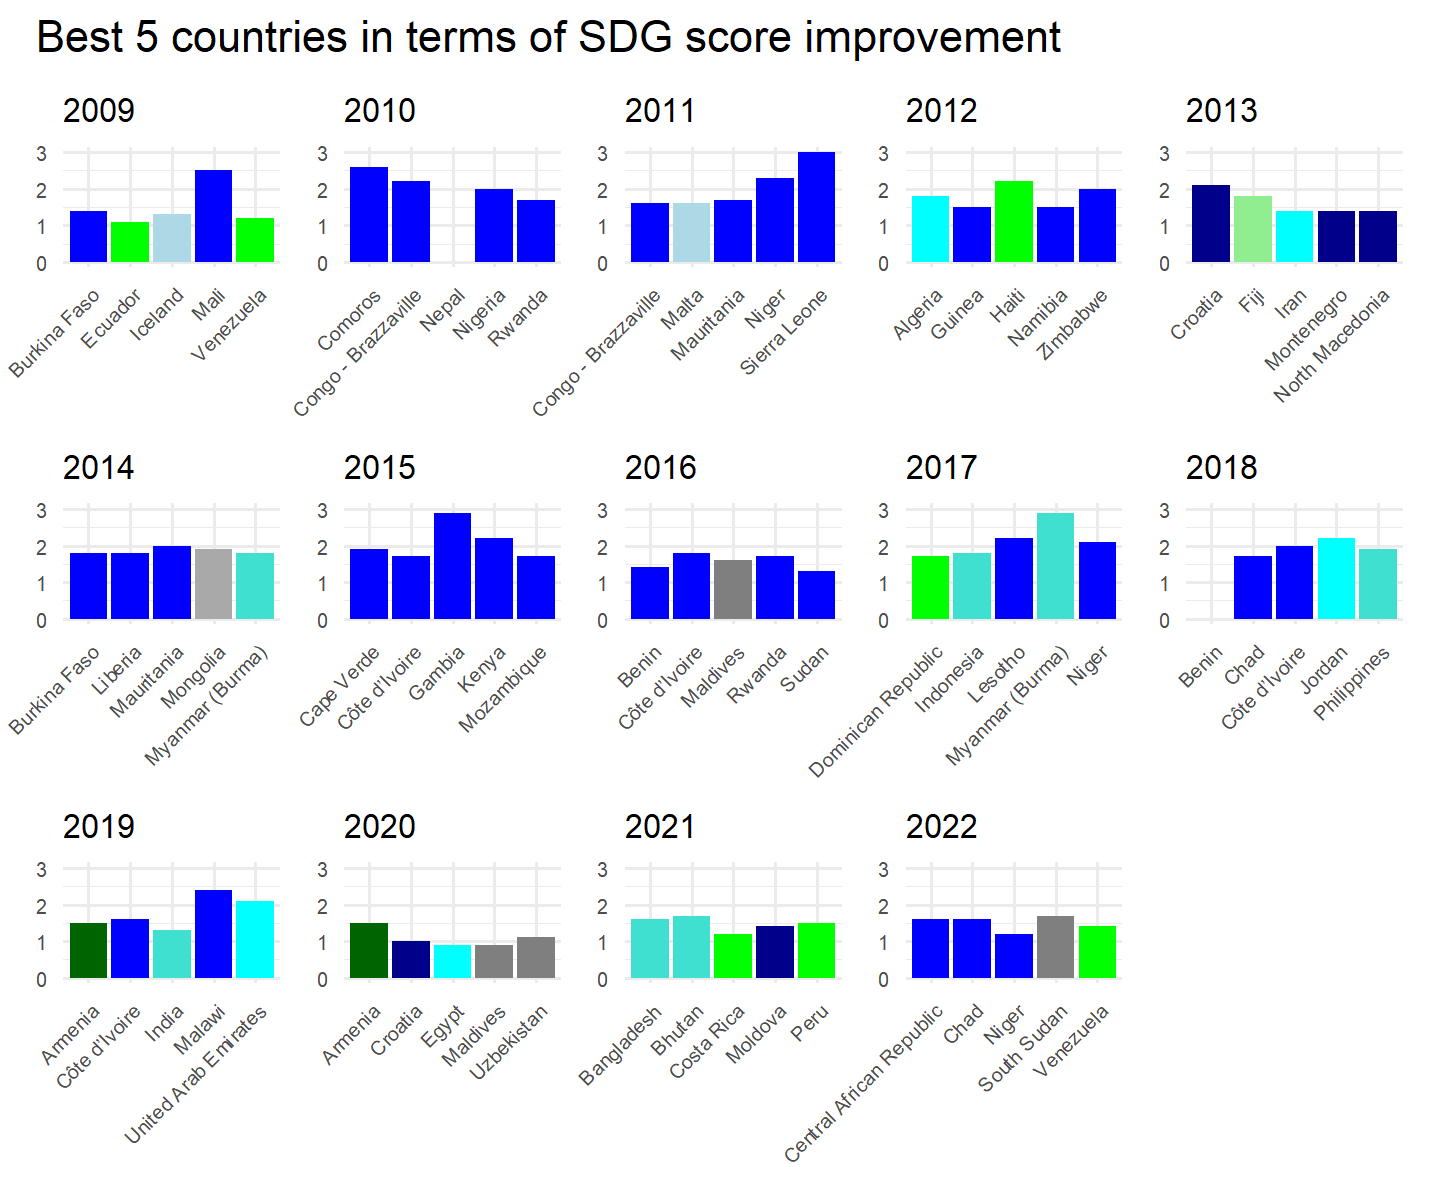 Best 5 countries in terms of SDG score improvement
2009
3
2
1
0
Burkina Faso
Ecuador
Iceland
Mali
Venezuela
2010
3
2
1
0
Comoros
Congo - Brazzaville
Nepal
Nigeria
Rwanda
2011
3
2
1
0
Congo - Brazzaville
Malta
Mauritania
Niger
Sierra Leone
2012
3
2
1
0
Algeria
Guinea
Haiti
Namibia
Zimbabwe
2013
3
2
1
0
Croatia
Fiji
Iran
Montenegro
North Macedonia
2014
3
2
1
0
Burkina Faso
Liberia
Mauritania
Mongolia
Myanmar (Burma)
2015
3
2
1
0
Cape Verde
Côte d'Ivoire
Gambia
Kenya
Mozambique
2016
3
2
1
0
Benin
Côte d'Ivoire
Maldives
Rwanda
Sudan
2017
3
2
1
0
Dominican Republic
Indonesia
Lesotho
Myanmar (Burma)
Niger
2018
3
2
1
0
Benin
Chad
Côte d'Ivoire
Jordan
Philippines
2019
3
2
1
0
Armenia
Côte d'Ivoire
India
Malawi
United Arab Emirates
2020
3
2
1
0
Armenia
Croatia
Egypt
Maldives
Uzbekistan
2021
3
2
1
0
Bangladesh
Bhutan
Costa Rica
Moldova
Peru
2022
3
2
1
0
Central African Republic
Chad
Niger
South Sudan
Venezuela